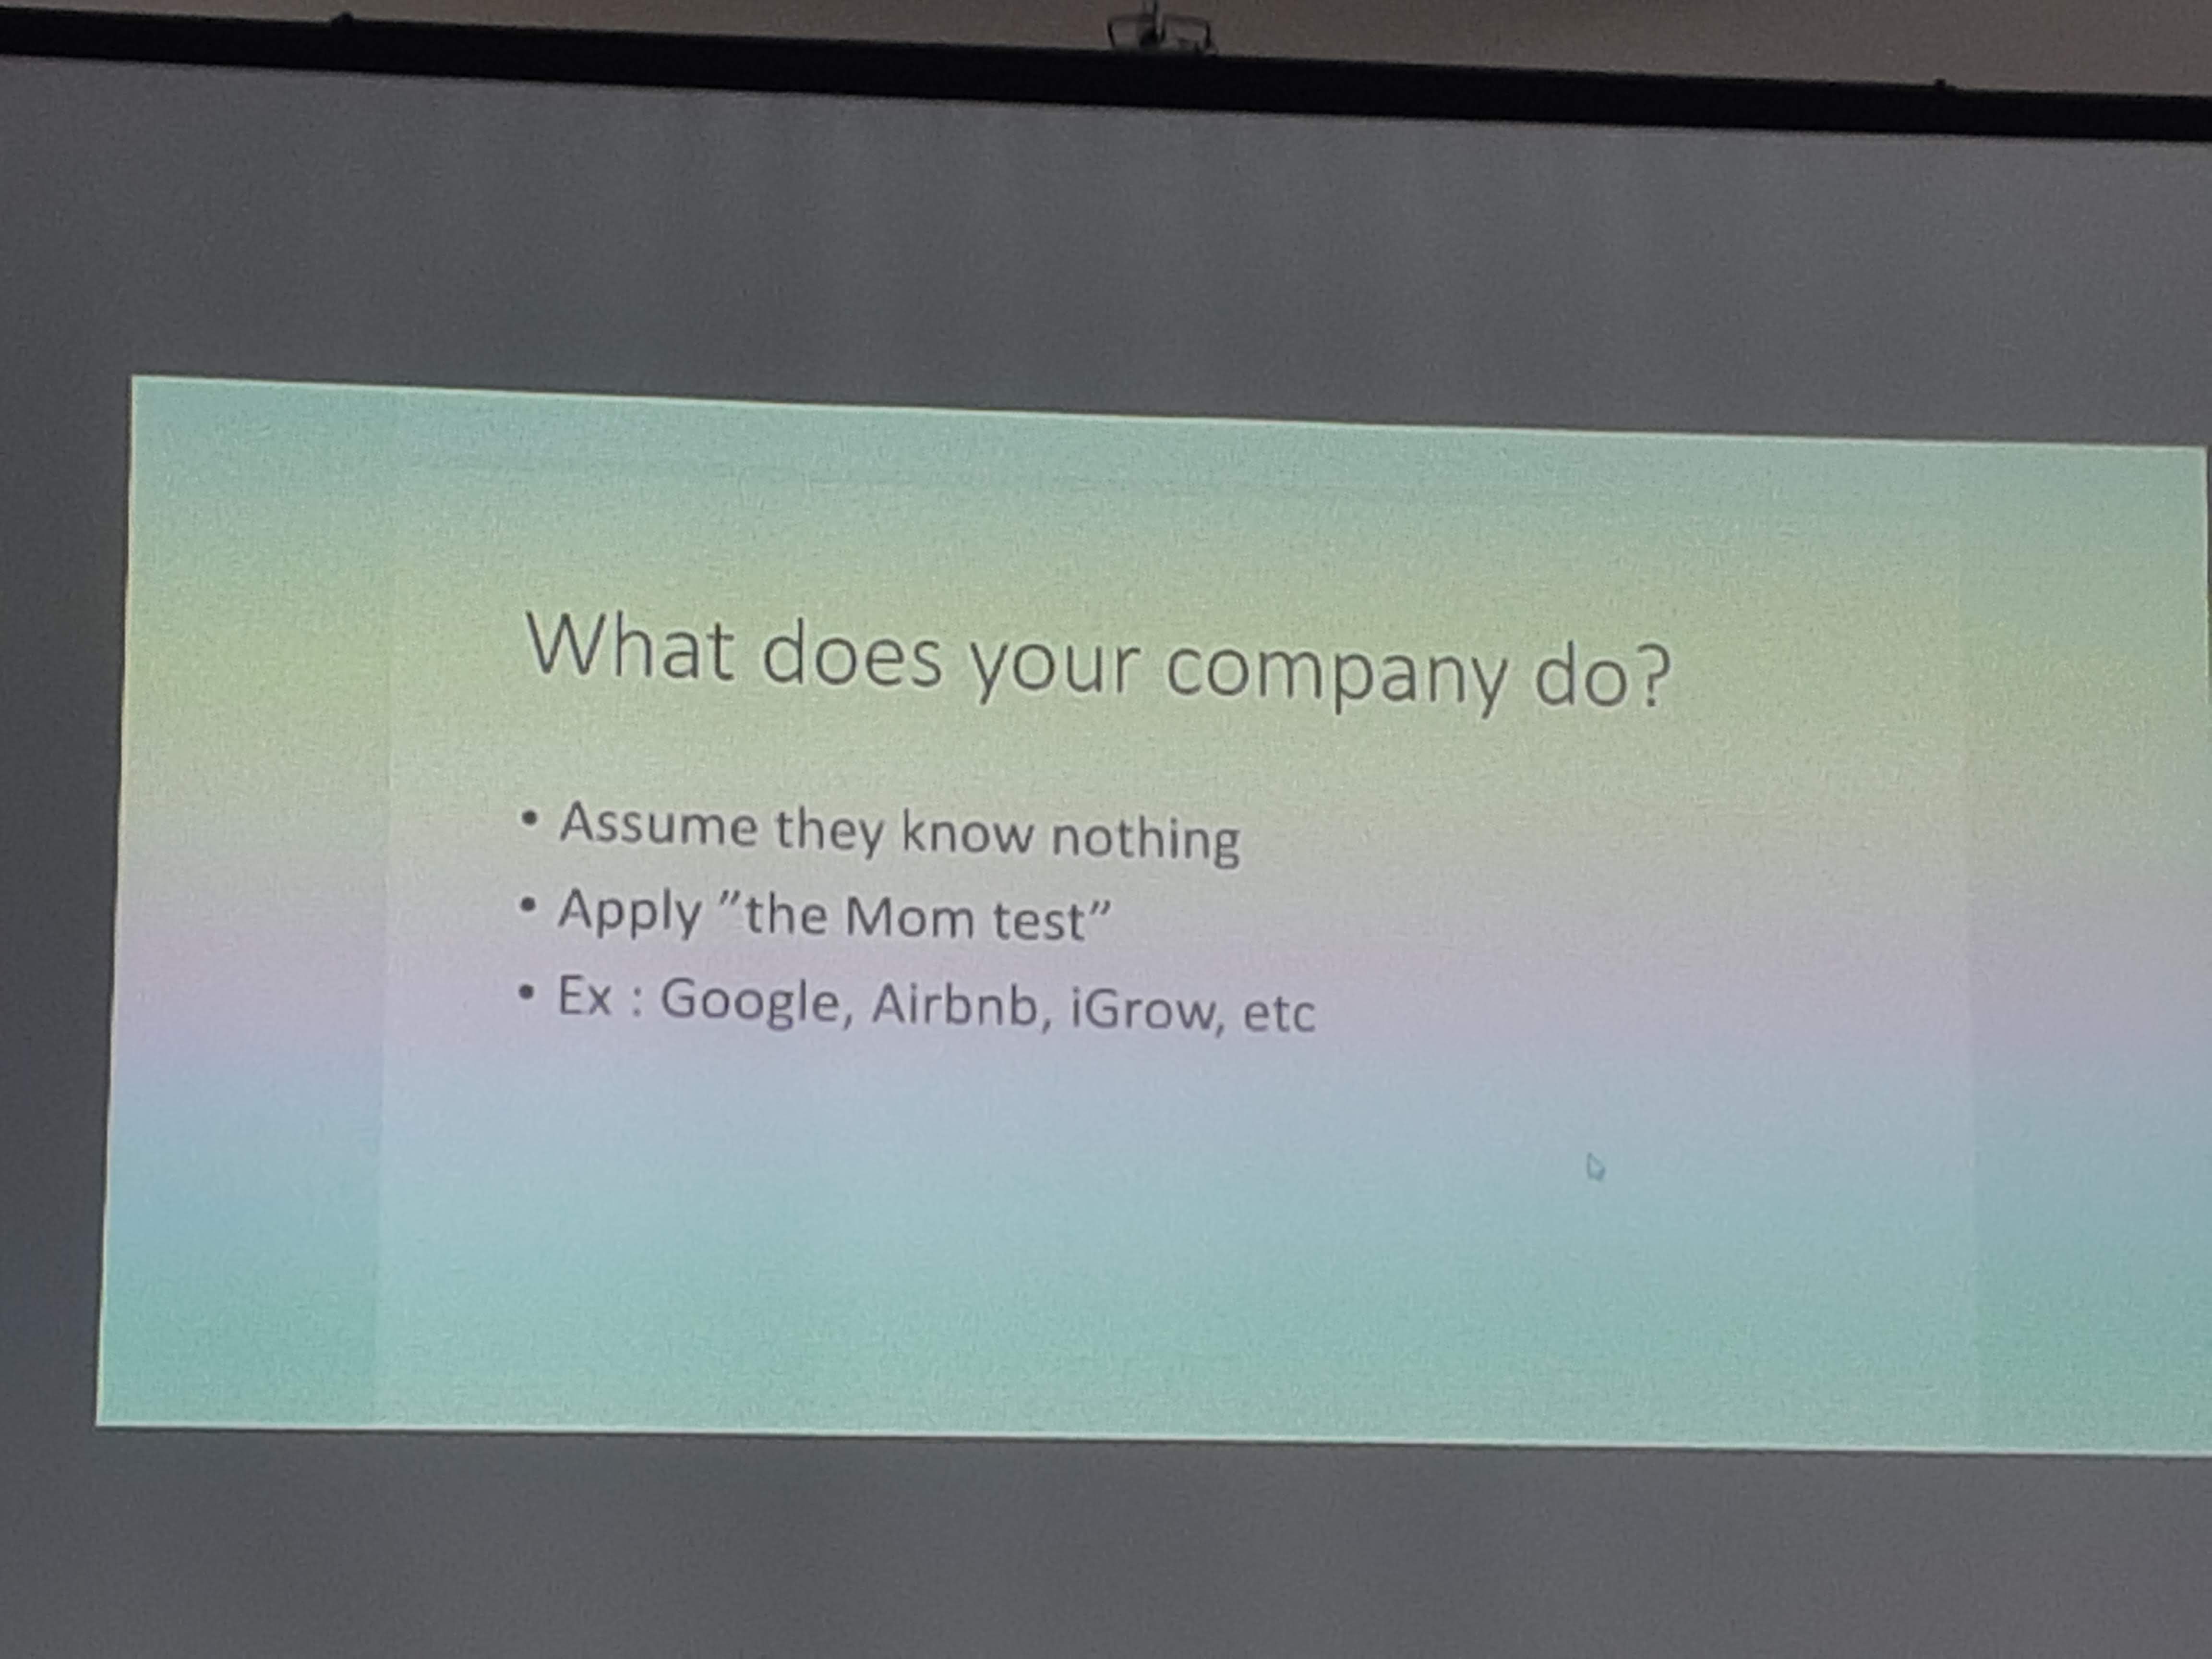 What does your company do?
• Assume they know nothing
• Apply "the Mom test"
• Ex : Google, Airbnb, iGrow, etc